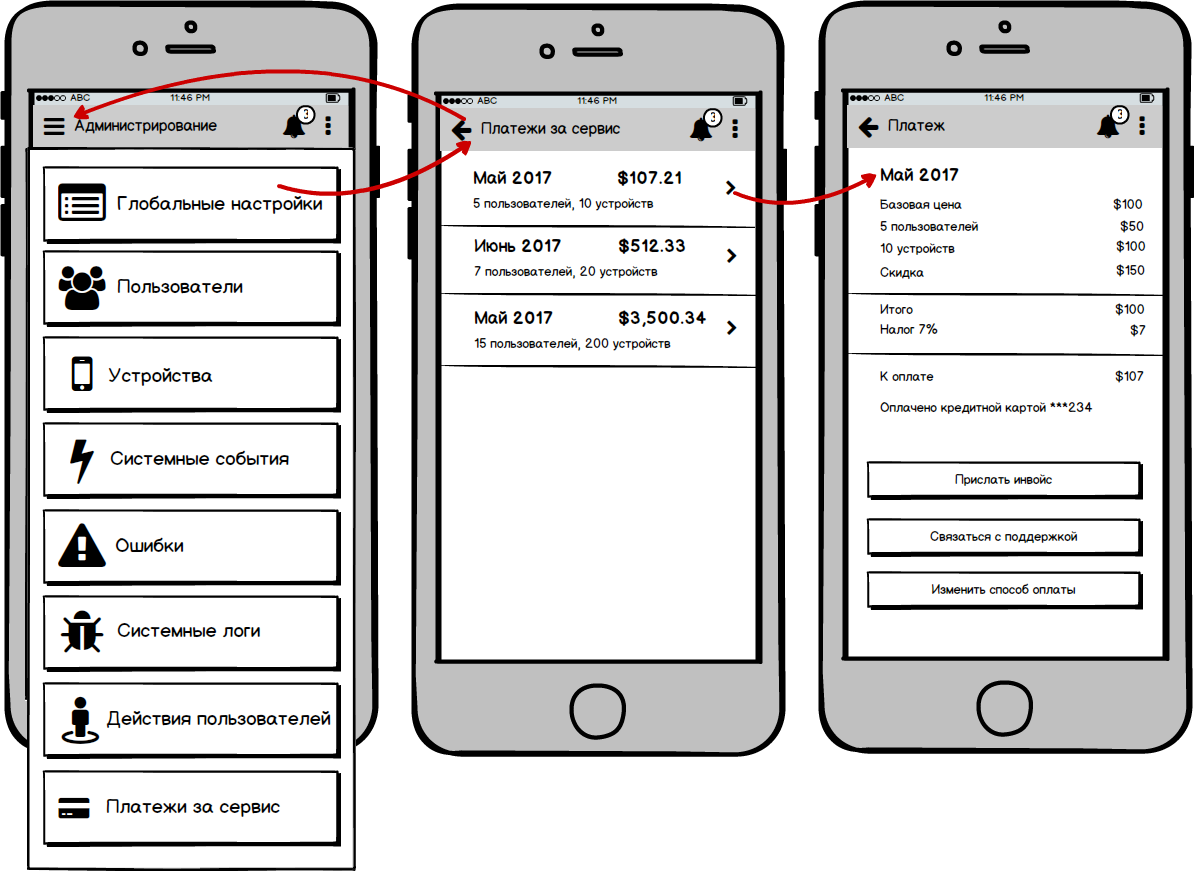 ABC 11:46 PM
Администрирование 3
Глобальные настройки
Пользователи
Устройства
Системные события
Ошибки
Системные логи
Действия пользователей
Платежи за сервис
ABC 11:46 PM
Платежи за сервис 3
Май 2017 $107.21
5 пользователей, 10 устройств
Июнь 2017 $512.33
7 пользователей, 20 устройств
Май 2017 $3,500.34
15 пользователей, 200 устройств
ABC 11:46 PM
Платеж 3
Май 2017
Базовая цена $100
5 пользователей $50
10 устройств $100
Скидка $150
Итого $100
Налог 7% $7
К оплате $107
Оплачено кредитной картой ***234
Прислать инвойс
Связаться с поддержкой
Изменить способ оплаты